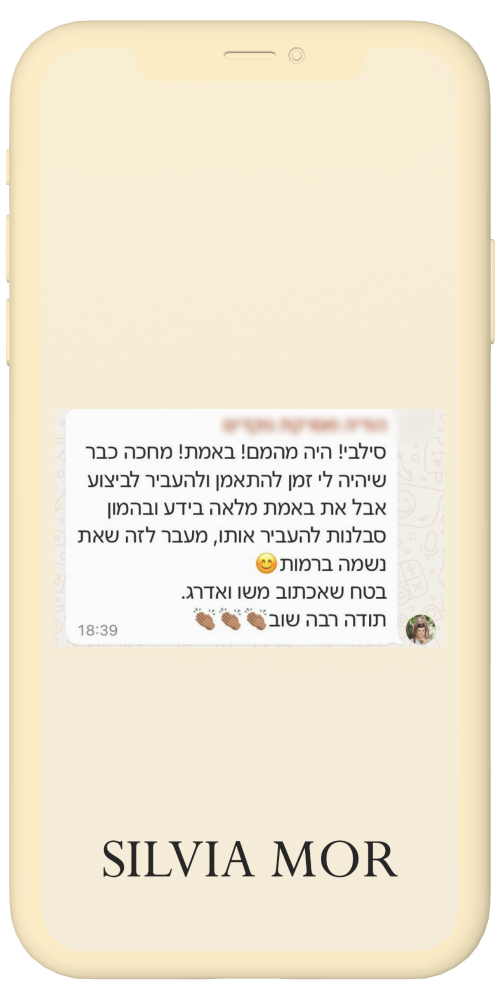 סילבי! היה מהמם! באמת! מחכה כבר
שיהיה לי זמן להתאמן ולהעביר לביצוע
אבל את באמת מלאה בידע ובהמון
סבלנות להעביר אותו, מעבר לזה שאת
נשמה ברמות😊
בטח שאכתוב משו ואדרג.
תודה רבה שוב👏🏽👏🏽👏🏽
18:39
SILVIA MOR